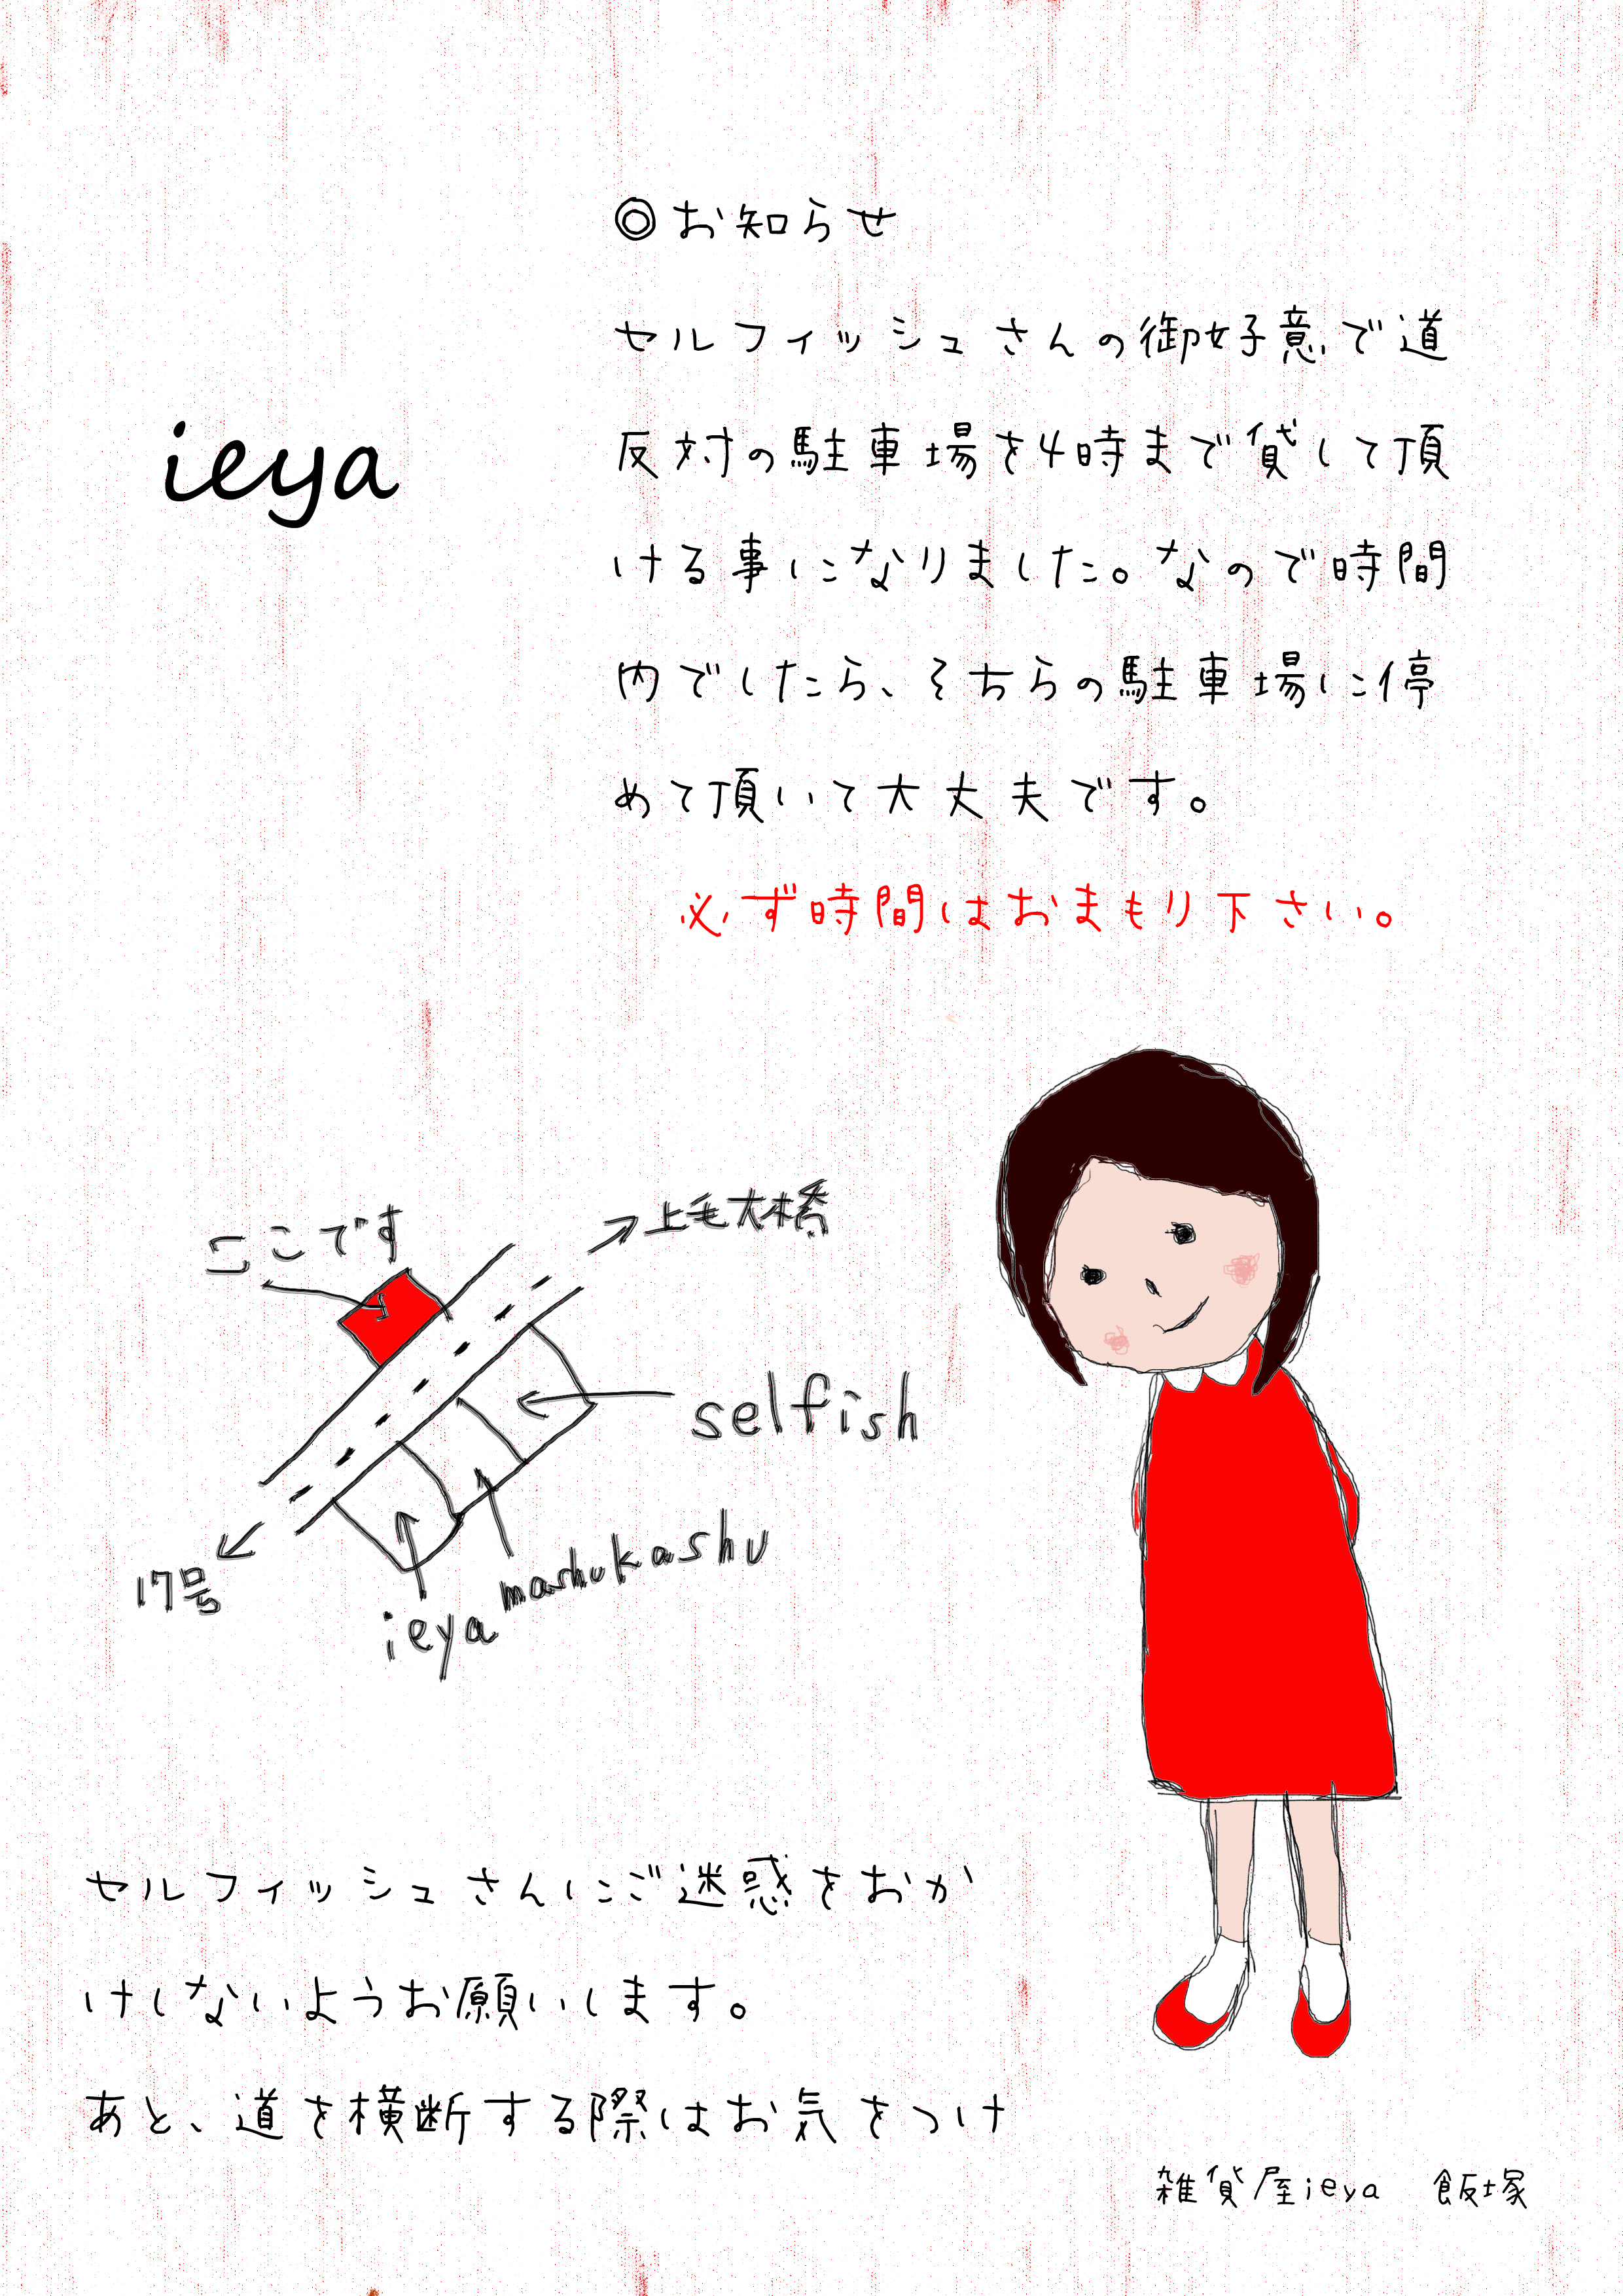 ◎お知らせ
セルフィッシュさんの御好意で道
反対の駐車場を4時まで貸して頂
ける事になりました。なので時間
内でしたら、そちらの駐車場に停
めて頂いて大丈夫です。
必ず時間はおまもり下さい。
ieya
ここです
上毛大橋
selfish
mashukashu
ieya
17号
セルフィッシュさんにご迷惑をおか
けしないようお願いします。
あと、道を横断する際はお気をつけ
雑貨屋ieya 飯塚